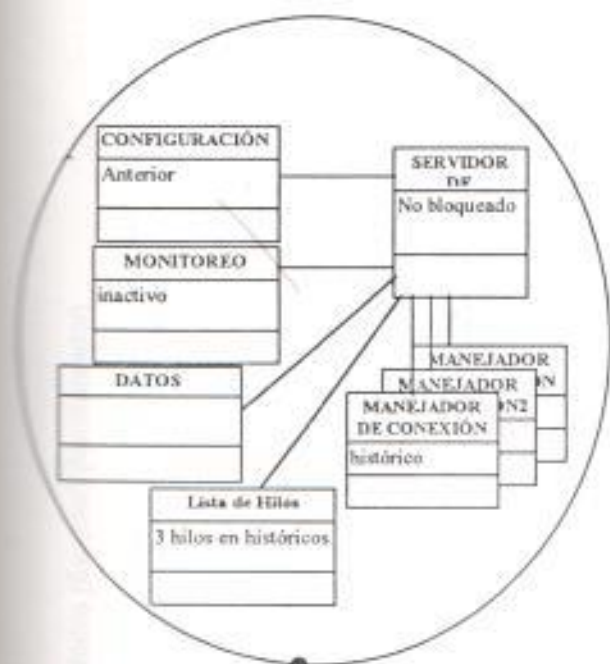 CONFIGURACIÓN
Anterior
SERVIDOR
No bloqueado
MONITOREO
inactivo
DATOS
MANEJADOR
MANEJADOR
N2
MANEJADOR
DE CONEXIÓN
histórico
Lista de Hilos
3 hilos en históricos